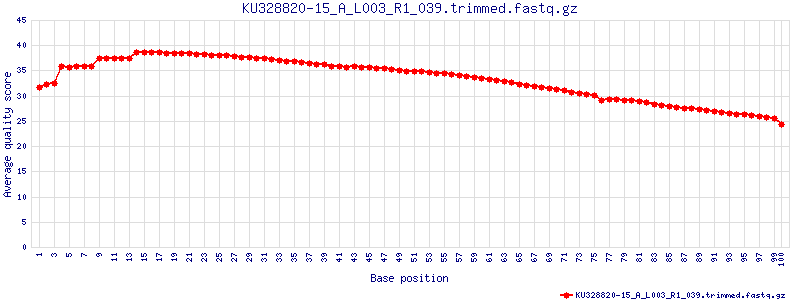 KU328820-15_A_L003_R1_039.trimmed.fastq.gz
Average quality score
45
40
35
30
25
20
15
10
5
0
1 3 5 7 9 11 13 15 17 19 21 23 25 27 29 31 33 35 37 39 41 43 45 47 49 51 53 55 57 59 61 63 65 67 69 71 73 75 77 79 81 83 85 87 89 91 93 95 97 99 100
Base position
KU328820-15_A_L003_R1_039.trimmed.fastq.gz